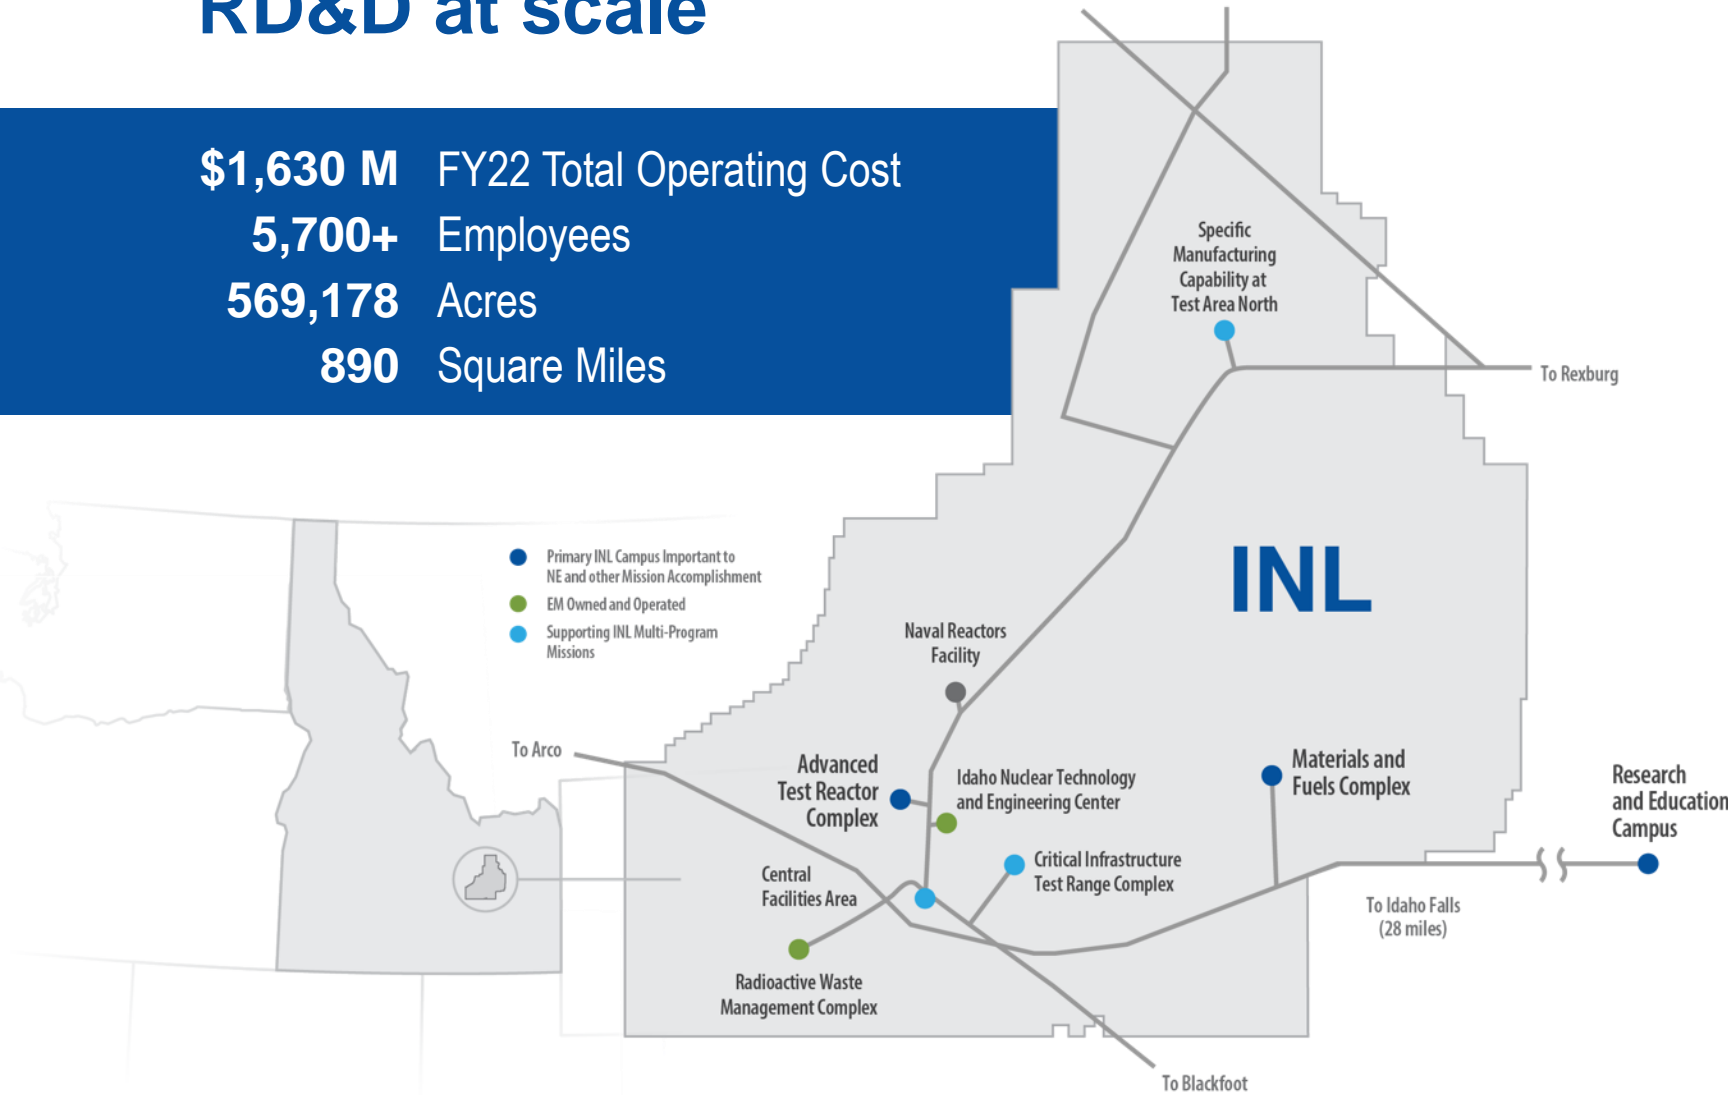 RD&D at scale
$1,630 M FY22 Total Operating Cost
5,700+ Employees
569,178 Acres
890 Square Miles
Specific
Manufacturing
Capability at
Test Area North
To Rexburg
Primary INL Campus Important to
NE and other Mission Accomplishment
EM Owned and Operated
Supporting INL Multi-Program
Missions
INL
Naval Reactors
Facility
To Arco
Advanced
Test Reactor
Complex
Idaho Nuclear Technology
and Engineering Center
Materials and
Fuels Complex
Research
and Education
Campus
Central
Facilities Area
Critical Infrastructure
Test Range Complex
To Idaho Falls
(28 miles)
Radioactive Waste
Management Complex
To Blackfoot